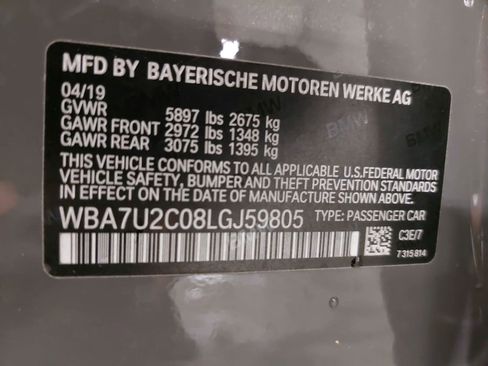 MFD BY BAYERISCHE MOTOREN WERKE AG
04/19
GVWR 5897 lbs 2675 kg
GAWR FRONT 2972 lbs 1348 kg
GAWR REAR 3075 lbs 1395 kg
THIS VEHICLE CONFORMS TO ALL APPLICABLE U.S.FEDERAL MOTOR
VEHICLE SAFETY, BUMPER AND THEFT PREVENTION STANDARDS
IN EFFECT ON THE DATE OF MANUFACTURE SHOWN ABOVE.
WBA7U2C08LGJ59805 TYPE: PASSENGER CAR
C3E/7
7315814